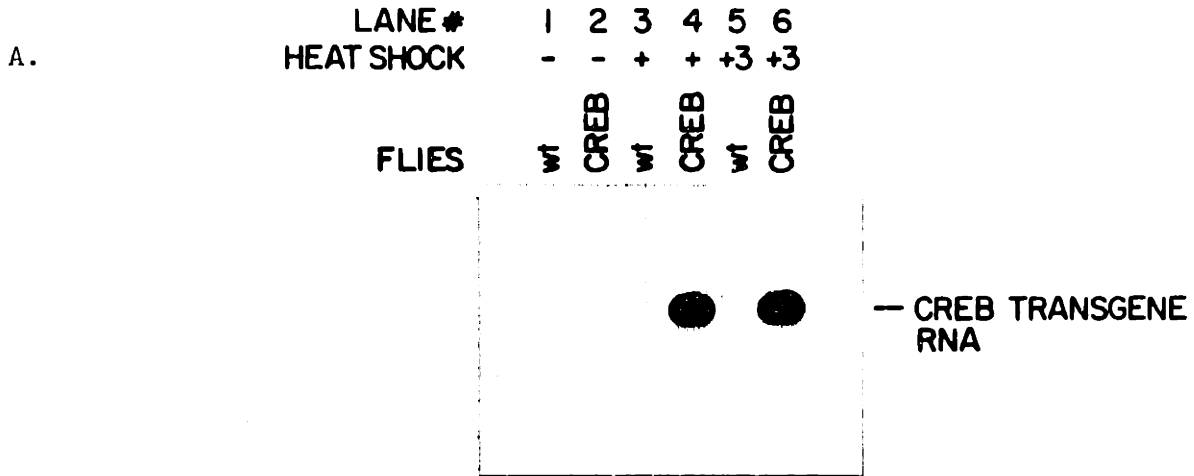 LANE # 1 2 3 4 5 6
A. HEAT SHOCK - - + + +3 +3
FLIES wt CREB wt CREB wt CREB
— CREB TRANSGENE
RNA